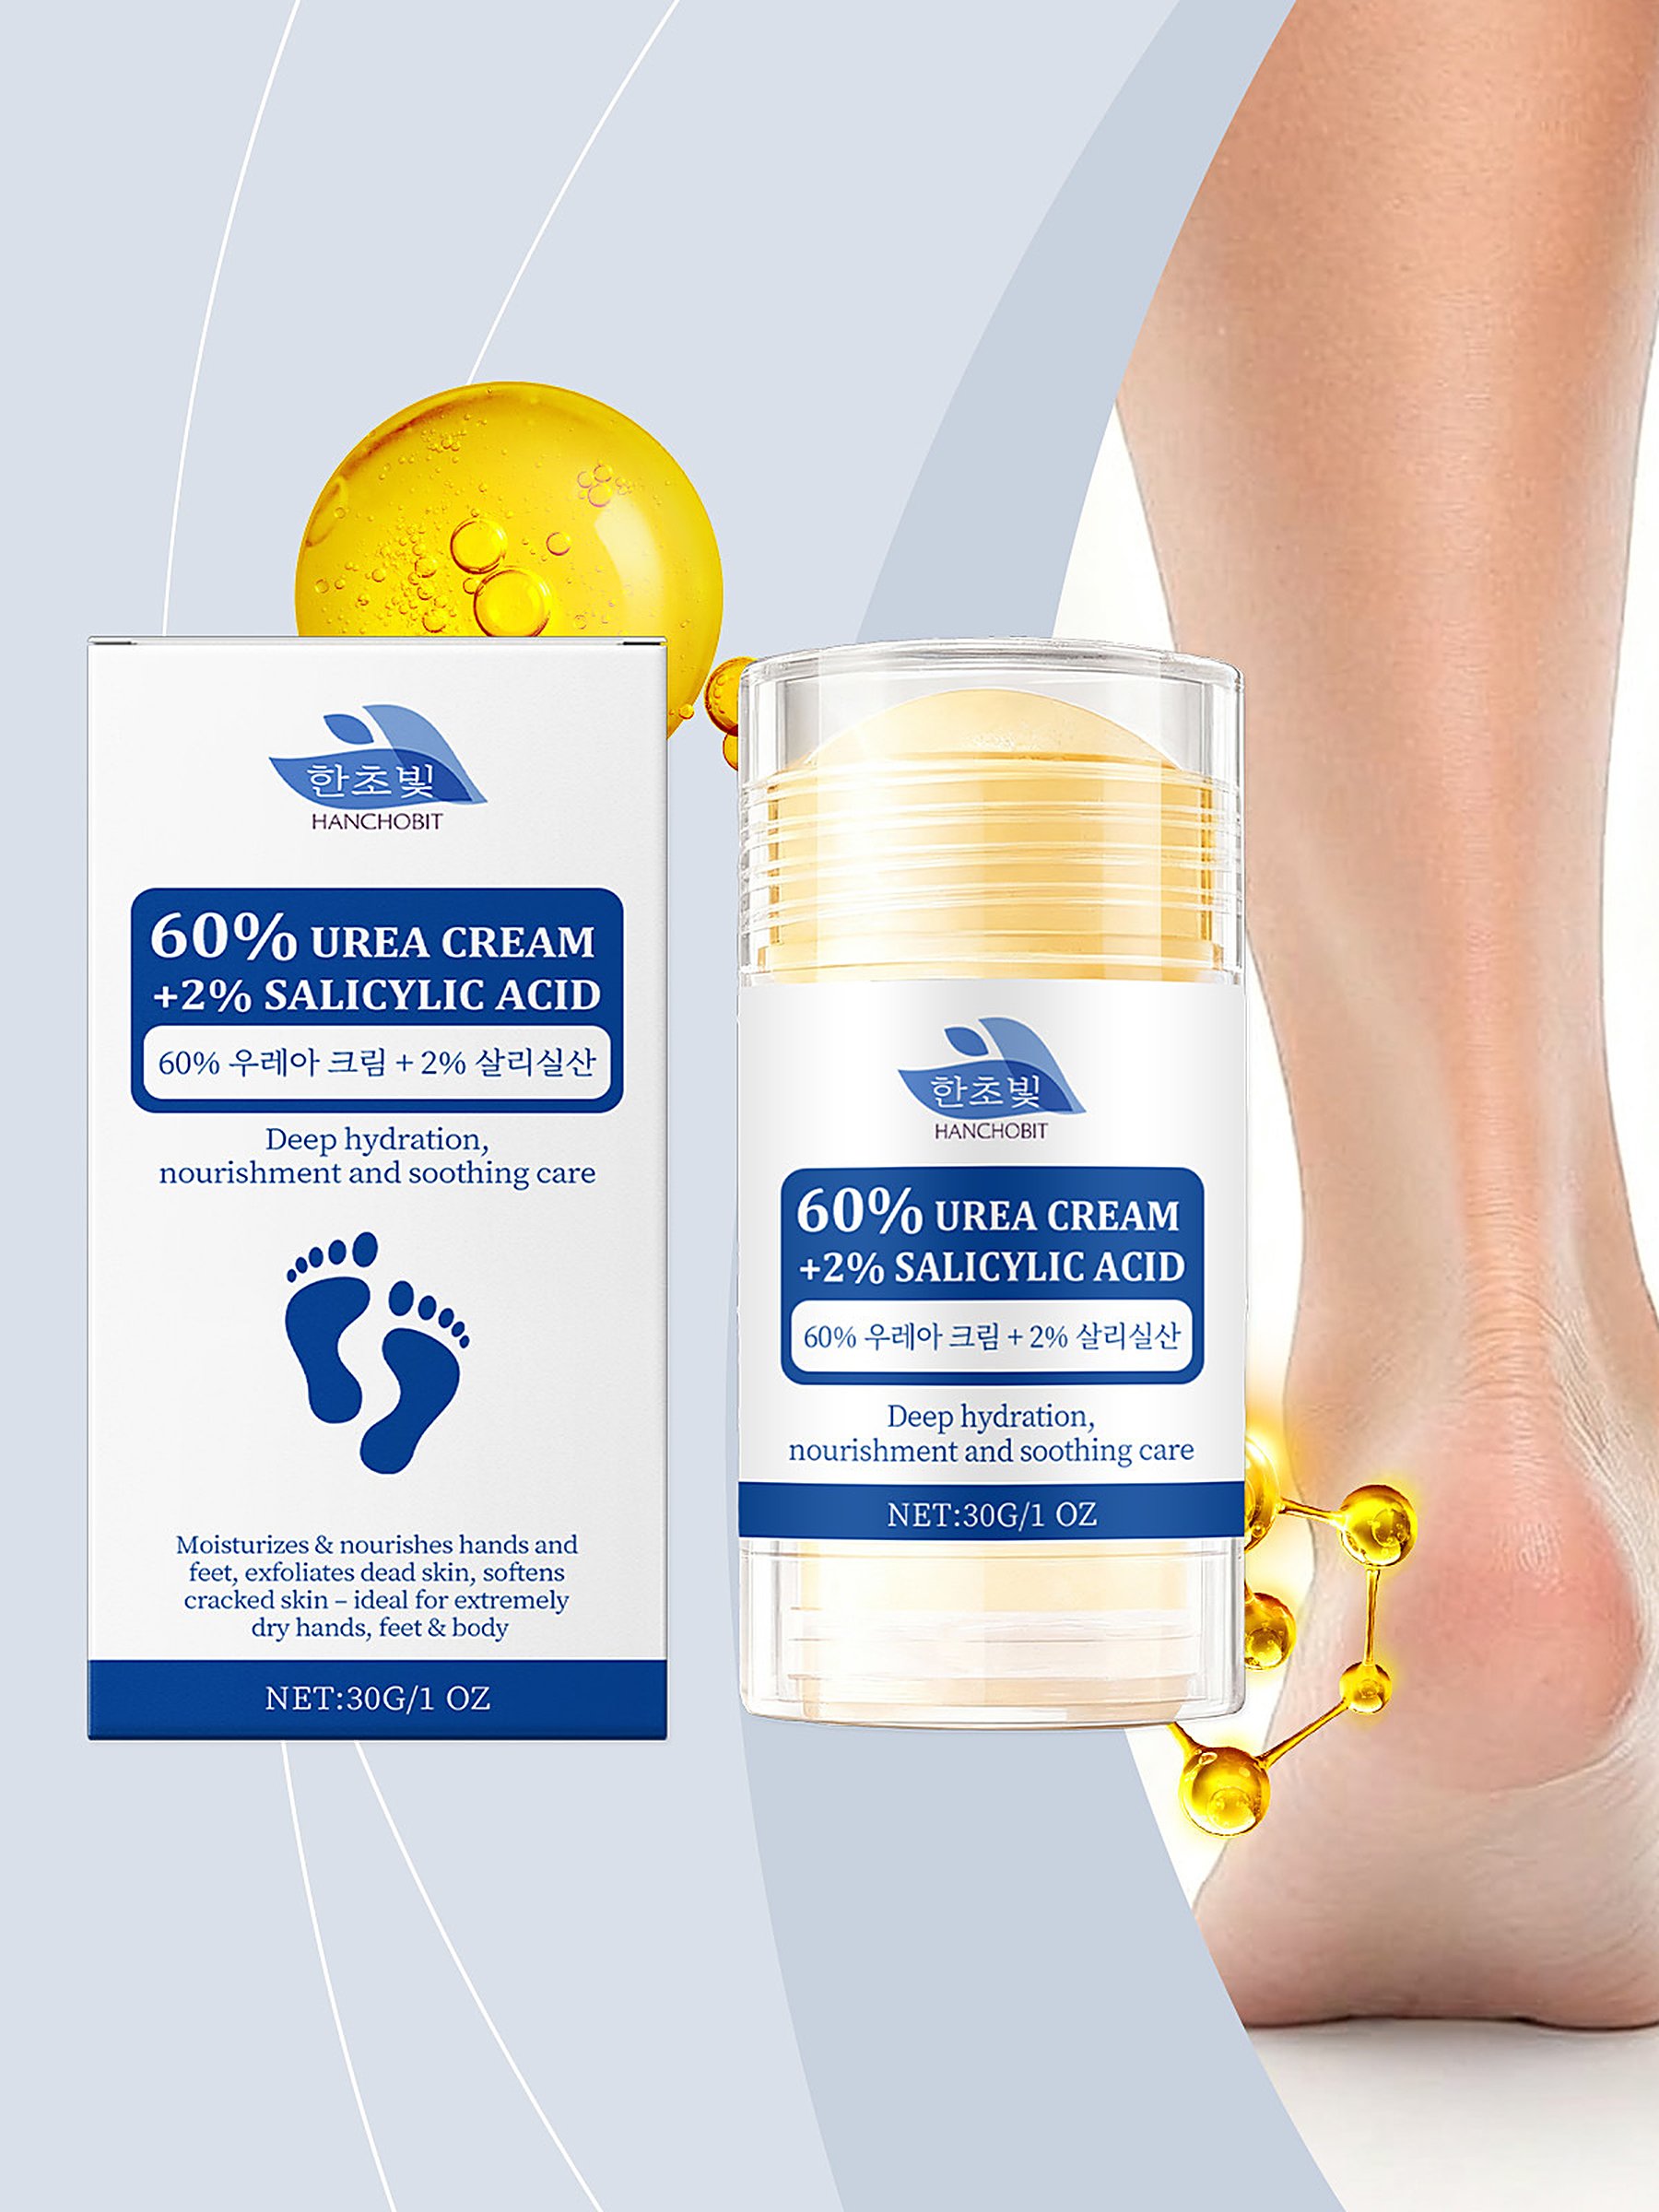 한초빛
HANCHOBIT
60% UREA CREAM
+2% SALICYLIC ACID
60% 우레아 크림 + 2% 살리실산
Deep hydration,
nourishment and soothing care
Moisturizes & nourishes hands and
feet, exfoliates dead skin, softens
cracked skin – ideal for extremely
dry hands, feet & body
NET:30G/1 OZ
한초빛
HANCHOBIT
60% UREA CREAM
+2% SALICYLIC ACID
60% 우레아 크림 + 2% 살리실산
Deep hydration,
nourishment and soothing care
NET:30G/1 OZ